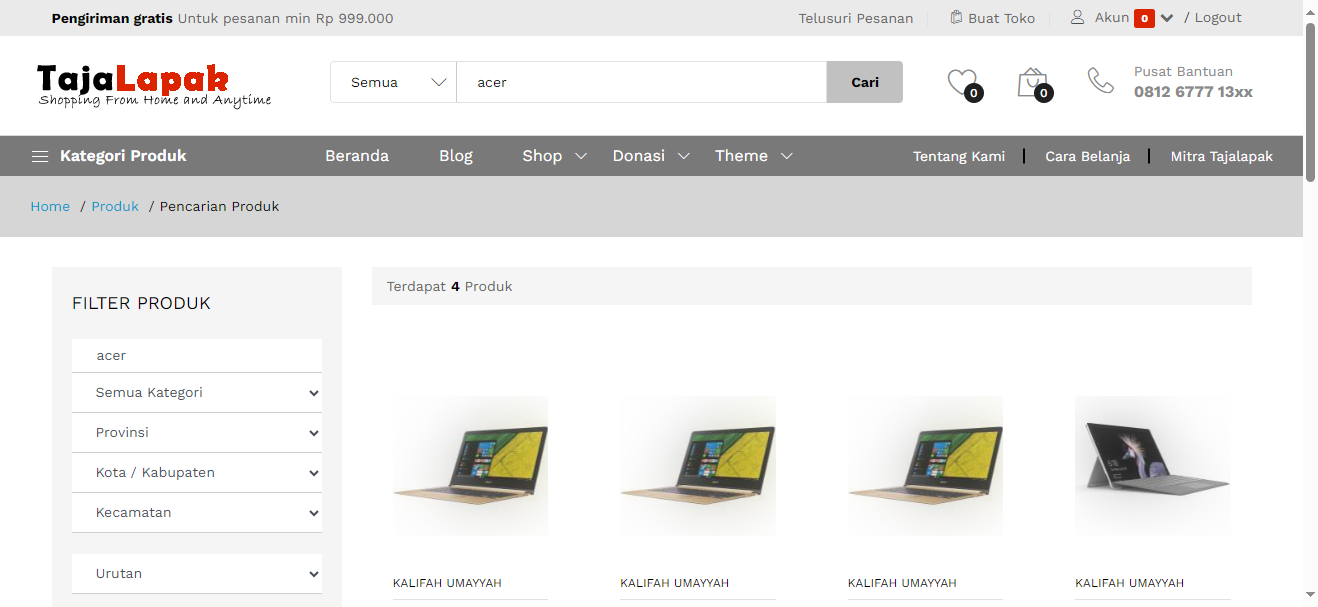 Pengiriman gratis Untuk pesanan min Rp 999.000
Telusuri Pesanan
Buat Toko
Akun 0 / Logout
TajaLapak
Shopping From Home and Anytime
Semua
acer
Cari
0
0
Pusat Bantuan
0812 6777 13xx
Kategori Produk
Beranda
Blog
Shop
Donasi
Theme
Tentang Kami
Cara Belanja
Mitra Tajalapak
Home / Produk / Pencarian Produk
FILTER PRODUK
acer
Semua Kategori
Provinsi
Kota / Kabupaten
Kecamatan
Urutan
Terdapat 4 Produk
KALIFAH UMAYYAH
KALIFAH UMAYYAH
KALIFAH UMAYYAH
KALIFAH UMAYYAH